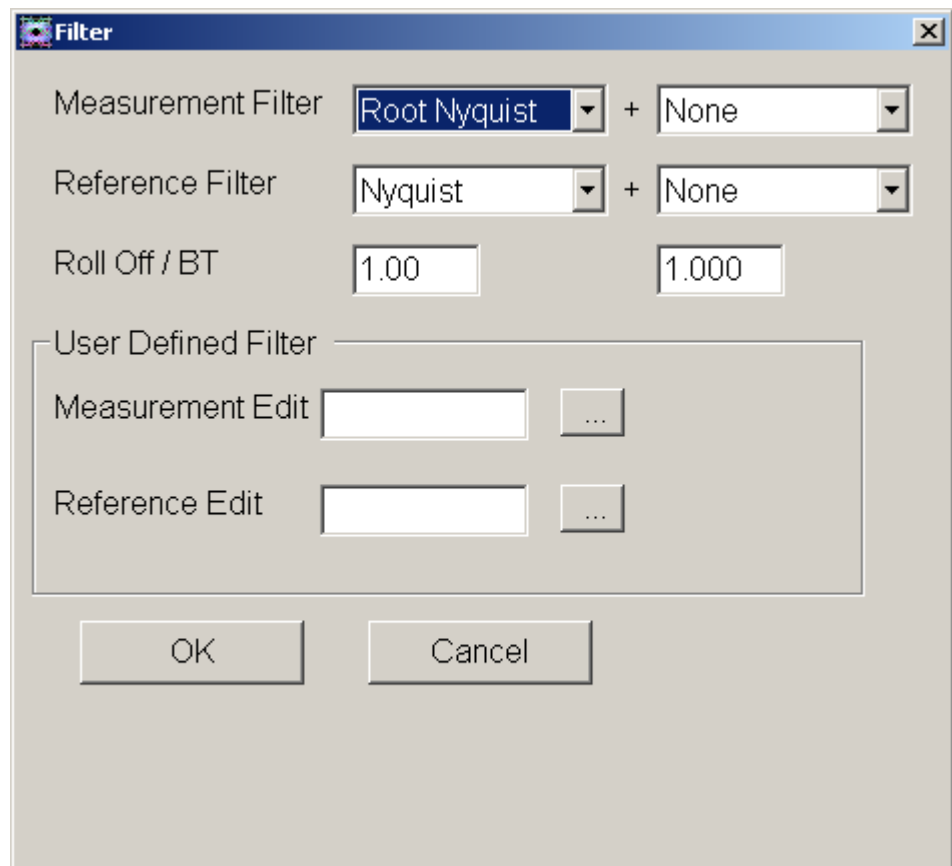 Filter
Measurement Filter Root Nyquist + None
Reference Filter Nyquist + None
Roll Off / BT 1.00 1.000
User Defined Filter
Measurement Edit ...
Reference Edit ...
OK Cancel